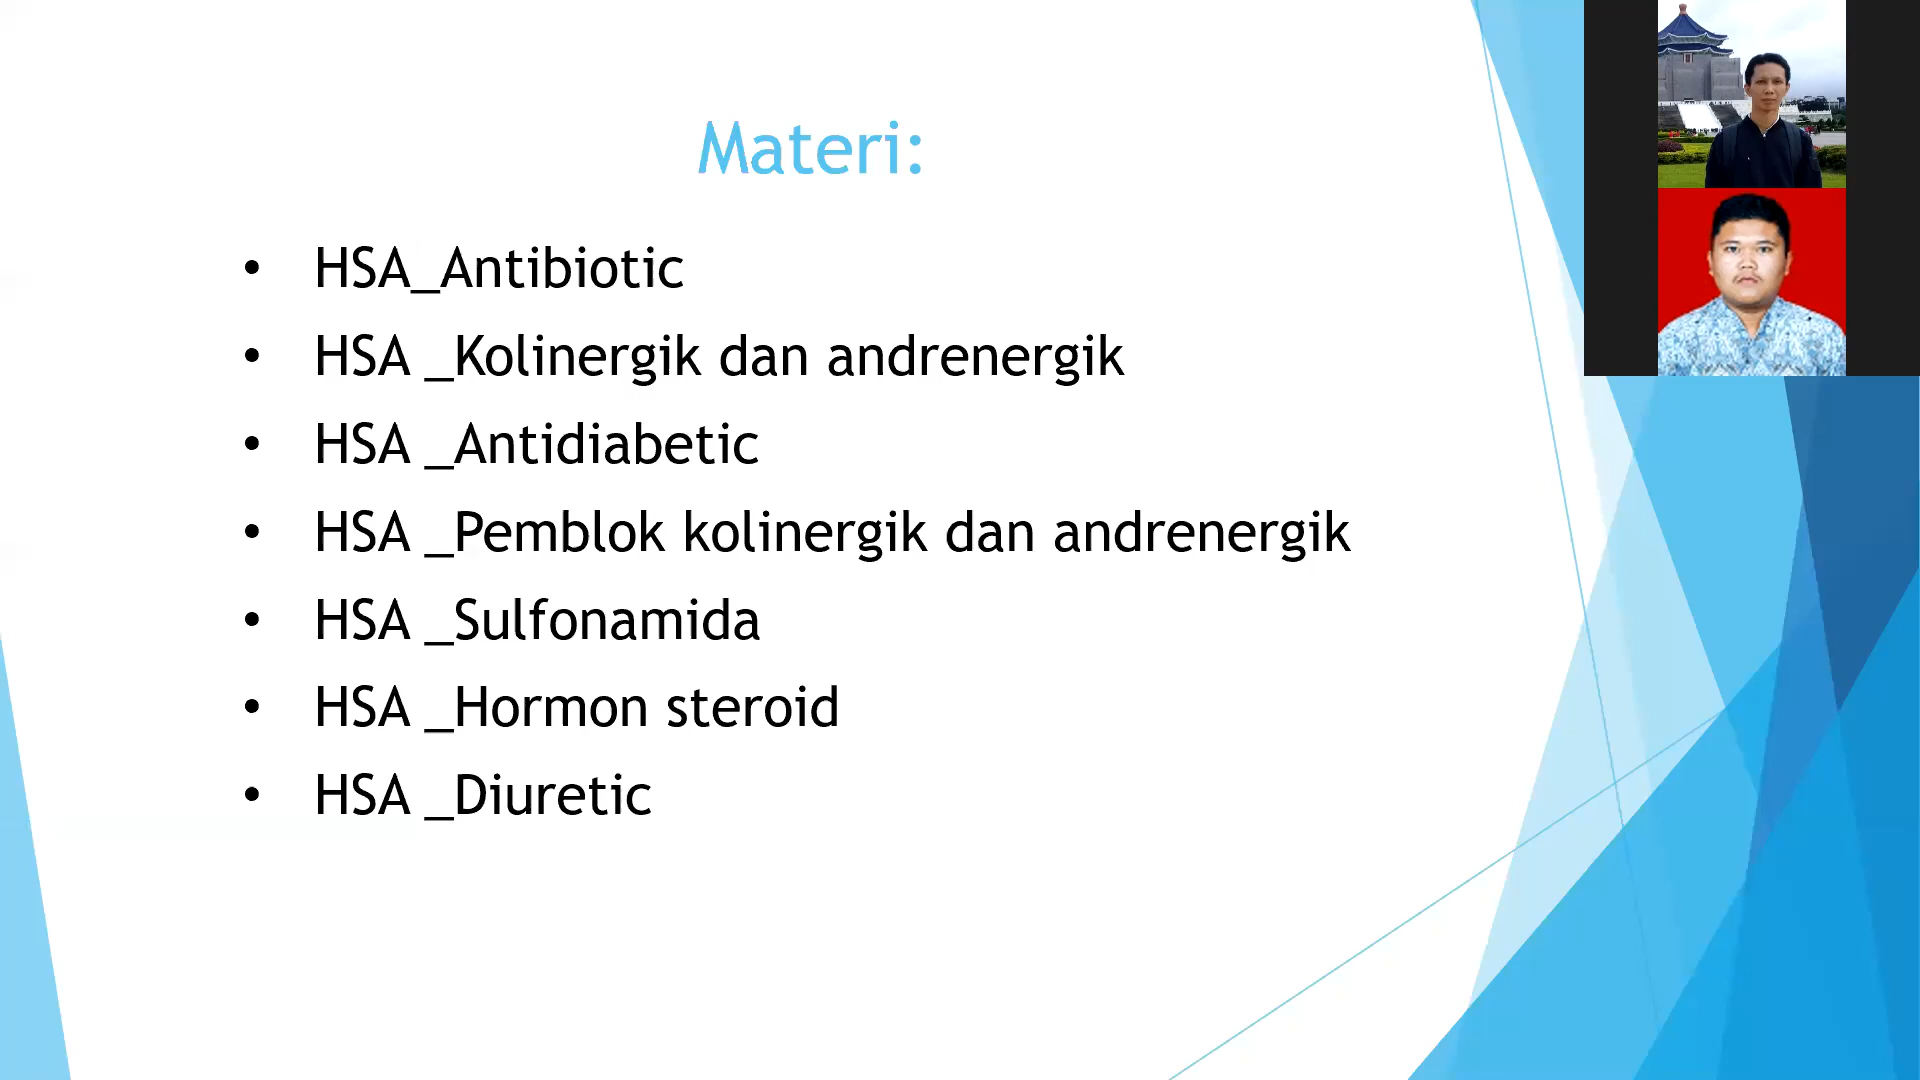 Materi:
• HSA_Antibiotic
• HSA _Kolinergik dan andrenergik
• HSA _Antidiabetic
• HSA _Pemblok kolinergik dan andrenergik
• HSA _Sulfonamida
• HSA _Hormon steroid
• HSA _Diuretic